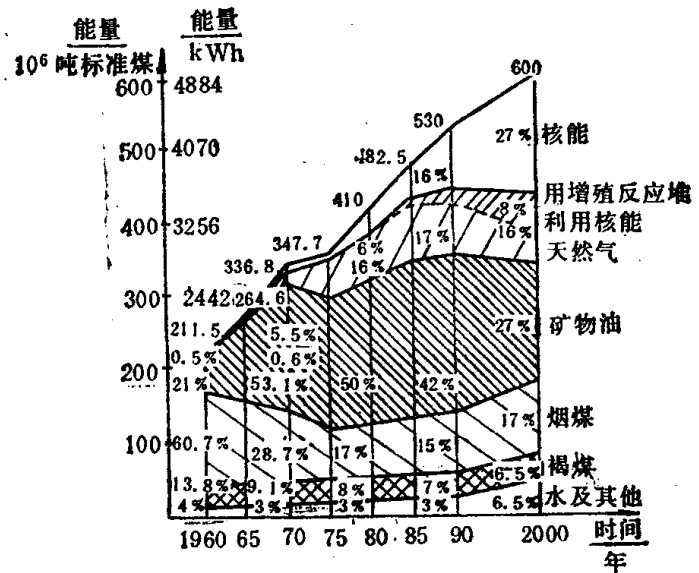 能量
10⁶吨标准煤
能量
kWh
600 4884
500 4070
400 3256
300 2442
200
100
211.5
264.6
336.8
347.7
410
482.5
530
600
27% 核能
16%
用增殖反应堆
8% 利用核能
6%
16% 17% 16% 天然气
5.5%
0.6%
0.5%
21% 53.1% 50% 42% 27% 矿物油
60.7% 28.7% 17% 15% 17% 烟煤
13.8% 9.1% 8% 7% 6.5% 褐煤
4% 3% 3% 3% 6.5% 水及其他
1960 65 70 75 80 85 90 2000
时间
年